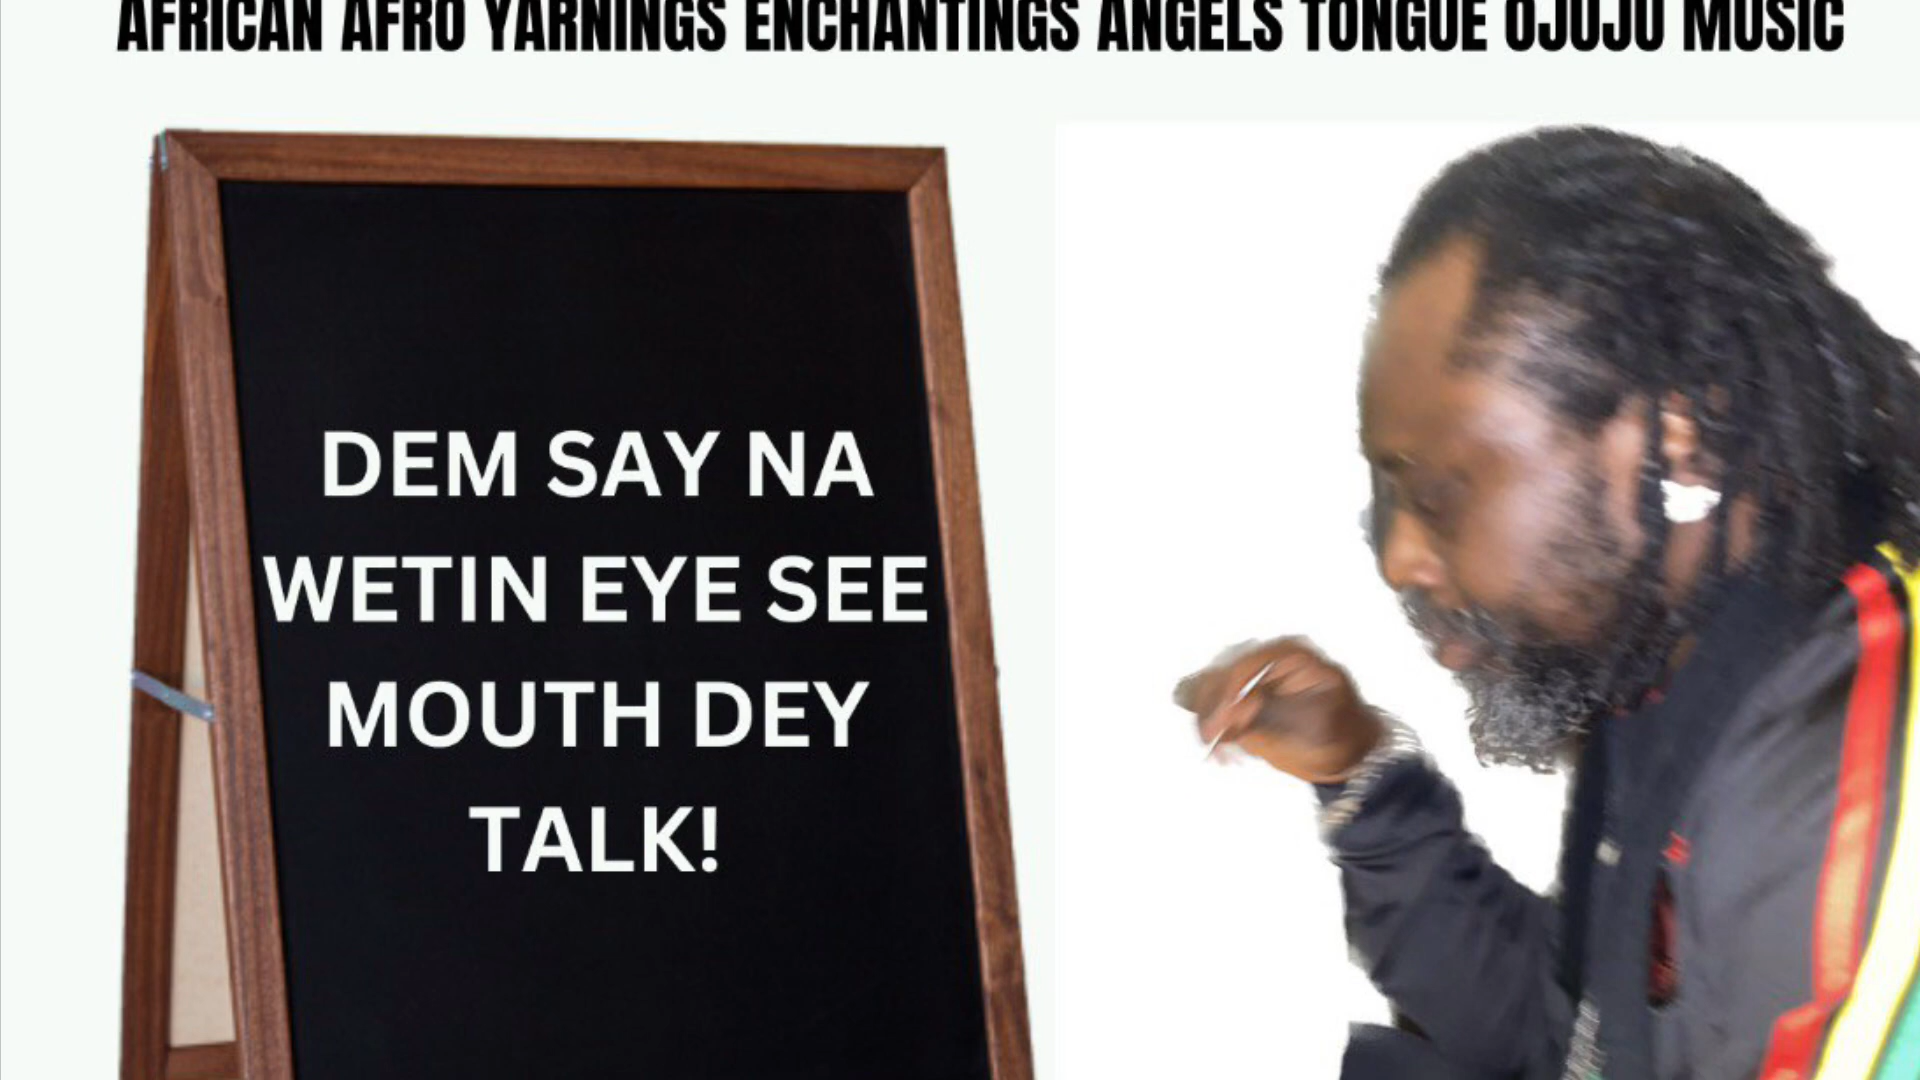 AFRICAN AFRO YARNINGS ENCHANTINGS ANGELS TONGUE OJUJU MUSIC
DEM SAY NA
WETIN EYE SEE
MOUTH DEY
TALK!